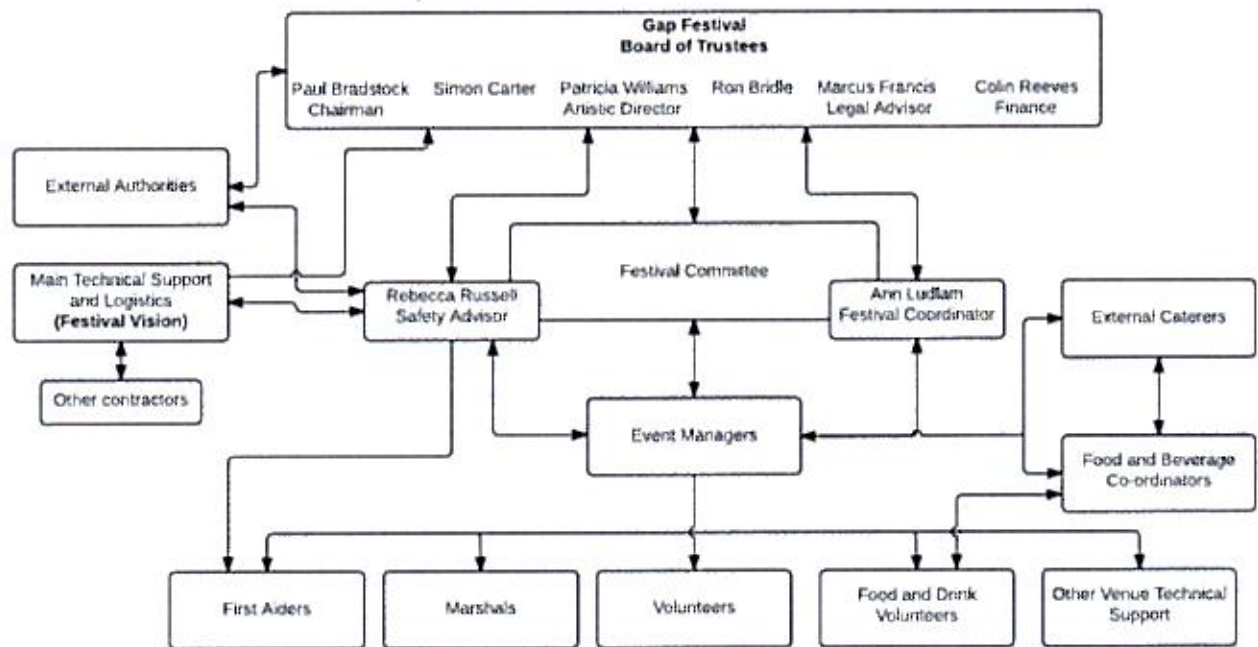 Gap Festival
Board of Trustees
Paul Bradstock
Chairman
Simon Carter
Patricia Williams
Artistic Director
Ron Bridle
Marcus Francis
Legal Advisor
Colin Reeves
Finance
External Authorities
Main Technical Support
and Logistics
(Festival Vision)
Festival Committee
Rebecca Russell
Safety Advisor
Ann Ludlam
Festival Coordinator
External Caterers
Other contractors
Event Managers
Food and Beverage
Co-ordinators
First Aiders
Marshals
Volunteers
Food and Drink
Volunteers
Other Venue Technical
Support